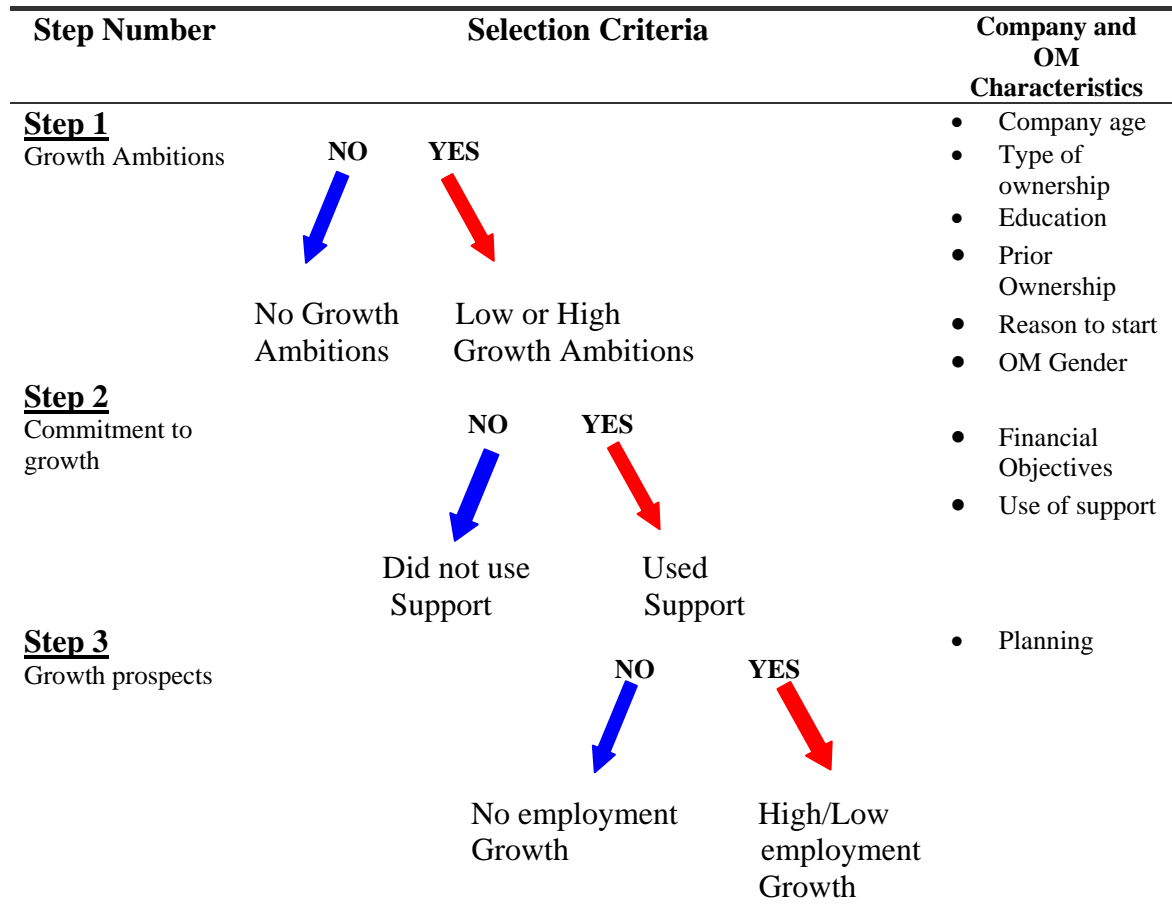 Step Number
Selection Criteria
Company and
OM
Characteristics
Step 1
Growth Ambitions
NO YES
No Growth
Ambitions
Low or High
Growth Ambitions
• Company age
• Type of
ownership
• Education
• Prior
Ownership
• Reason to start
• OM Gender
Step 2
Commitment to
growth
NO YES
Did not use
Support
Used
Support
• Financial
Objectives
• Use of support
Step 3
Growth prospects
NO YES
No employment
Growth
High/Low
employment
Growth
• Planning